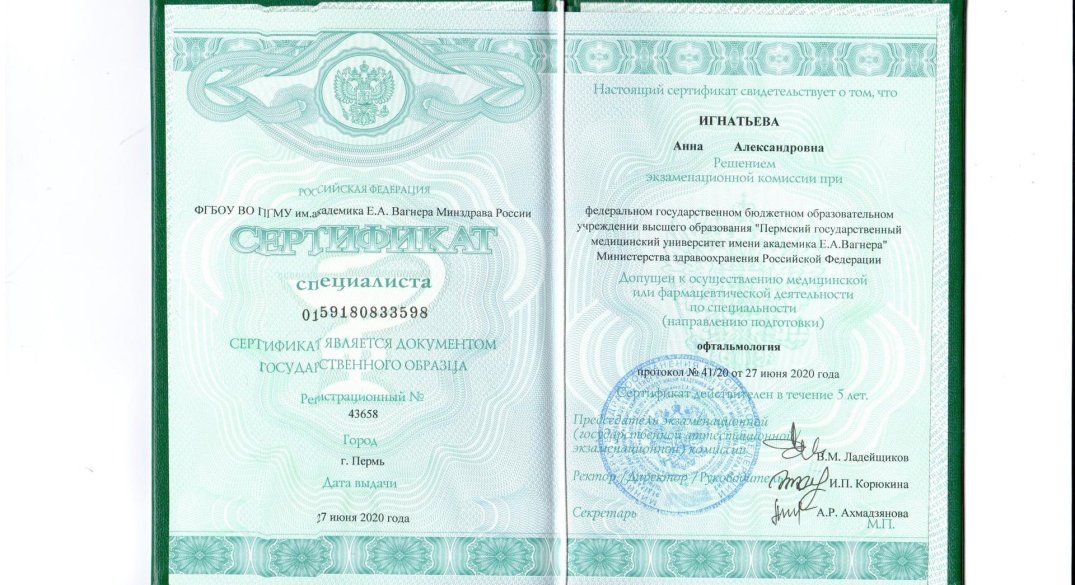 РОССИЙСКАЯ ФЕДЕРАЦИЯ
ФГБОУ ВО ПГМУ им.академика Е.А. Вагнера Минздрава России
СЕРТИФИКАТ
специалиста
0159180833598
СЕРТИФИКАТ ЯВЛЯЕТСЯ ДОКУМЕНТОМ
ГОСУДАРСТВЕННОГО ОБРАЗЦА
Регистрационный №
43658
Город
г. Пермь
Дата выдачи
27 июня 2020 года
Настоящий сертификат свидетельствует о том, что
ИГНАТЬЕВА
Анна Александровна
Решением
экзаменационной комиссии при
федеральном государственном бюджетном образовательном
учреждении высшего образования "Пермский государственный
медицинский университет имени академика Е.А.Вагнера"
Министерства здравоохранения Российской Федерации
Допущен к осуществлению медицинской
или фармацевтической деятельности
по специальности
(направлению подготовки)
офтальмология
протокол № 41/20 от 27 июня 2020 года
Сертификат действителен в течение 5 лет.
Председатель экзаменационной
(государственной аттестационной/
экзаменационной) комиссии
В.М. Ладейщиков
Ректор /Директор /Руководитель
И.П. Корюкина
Секретарь
А.Р. Ахмадзянова
М.П.